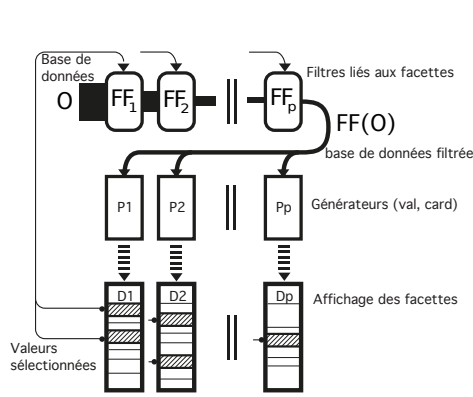 Base de
données
Filtres liés aux facettes
O
FF1
FF2
FFp
FF(O)
base de données filtrée
P1
P2
Pp
Générateurs (val, card)
D1
D2
Dp
Affichage des facettes
Valeurs
sélectionnées